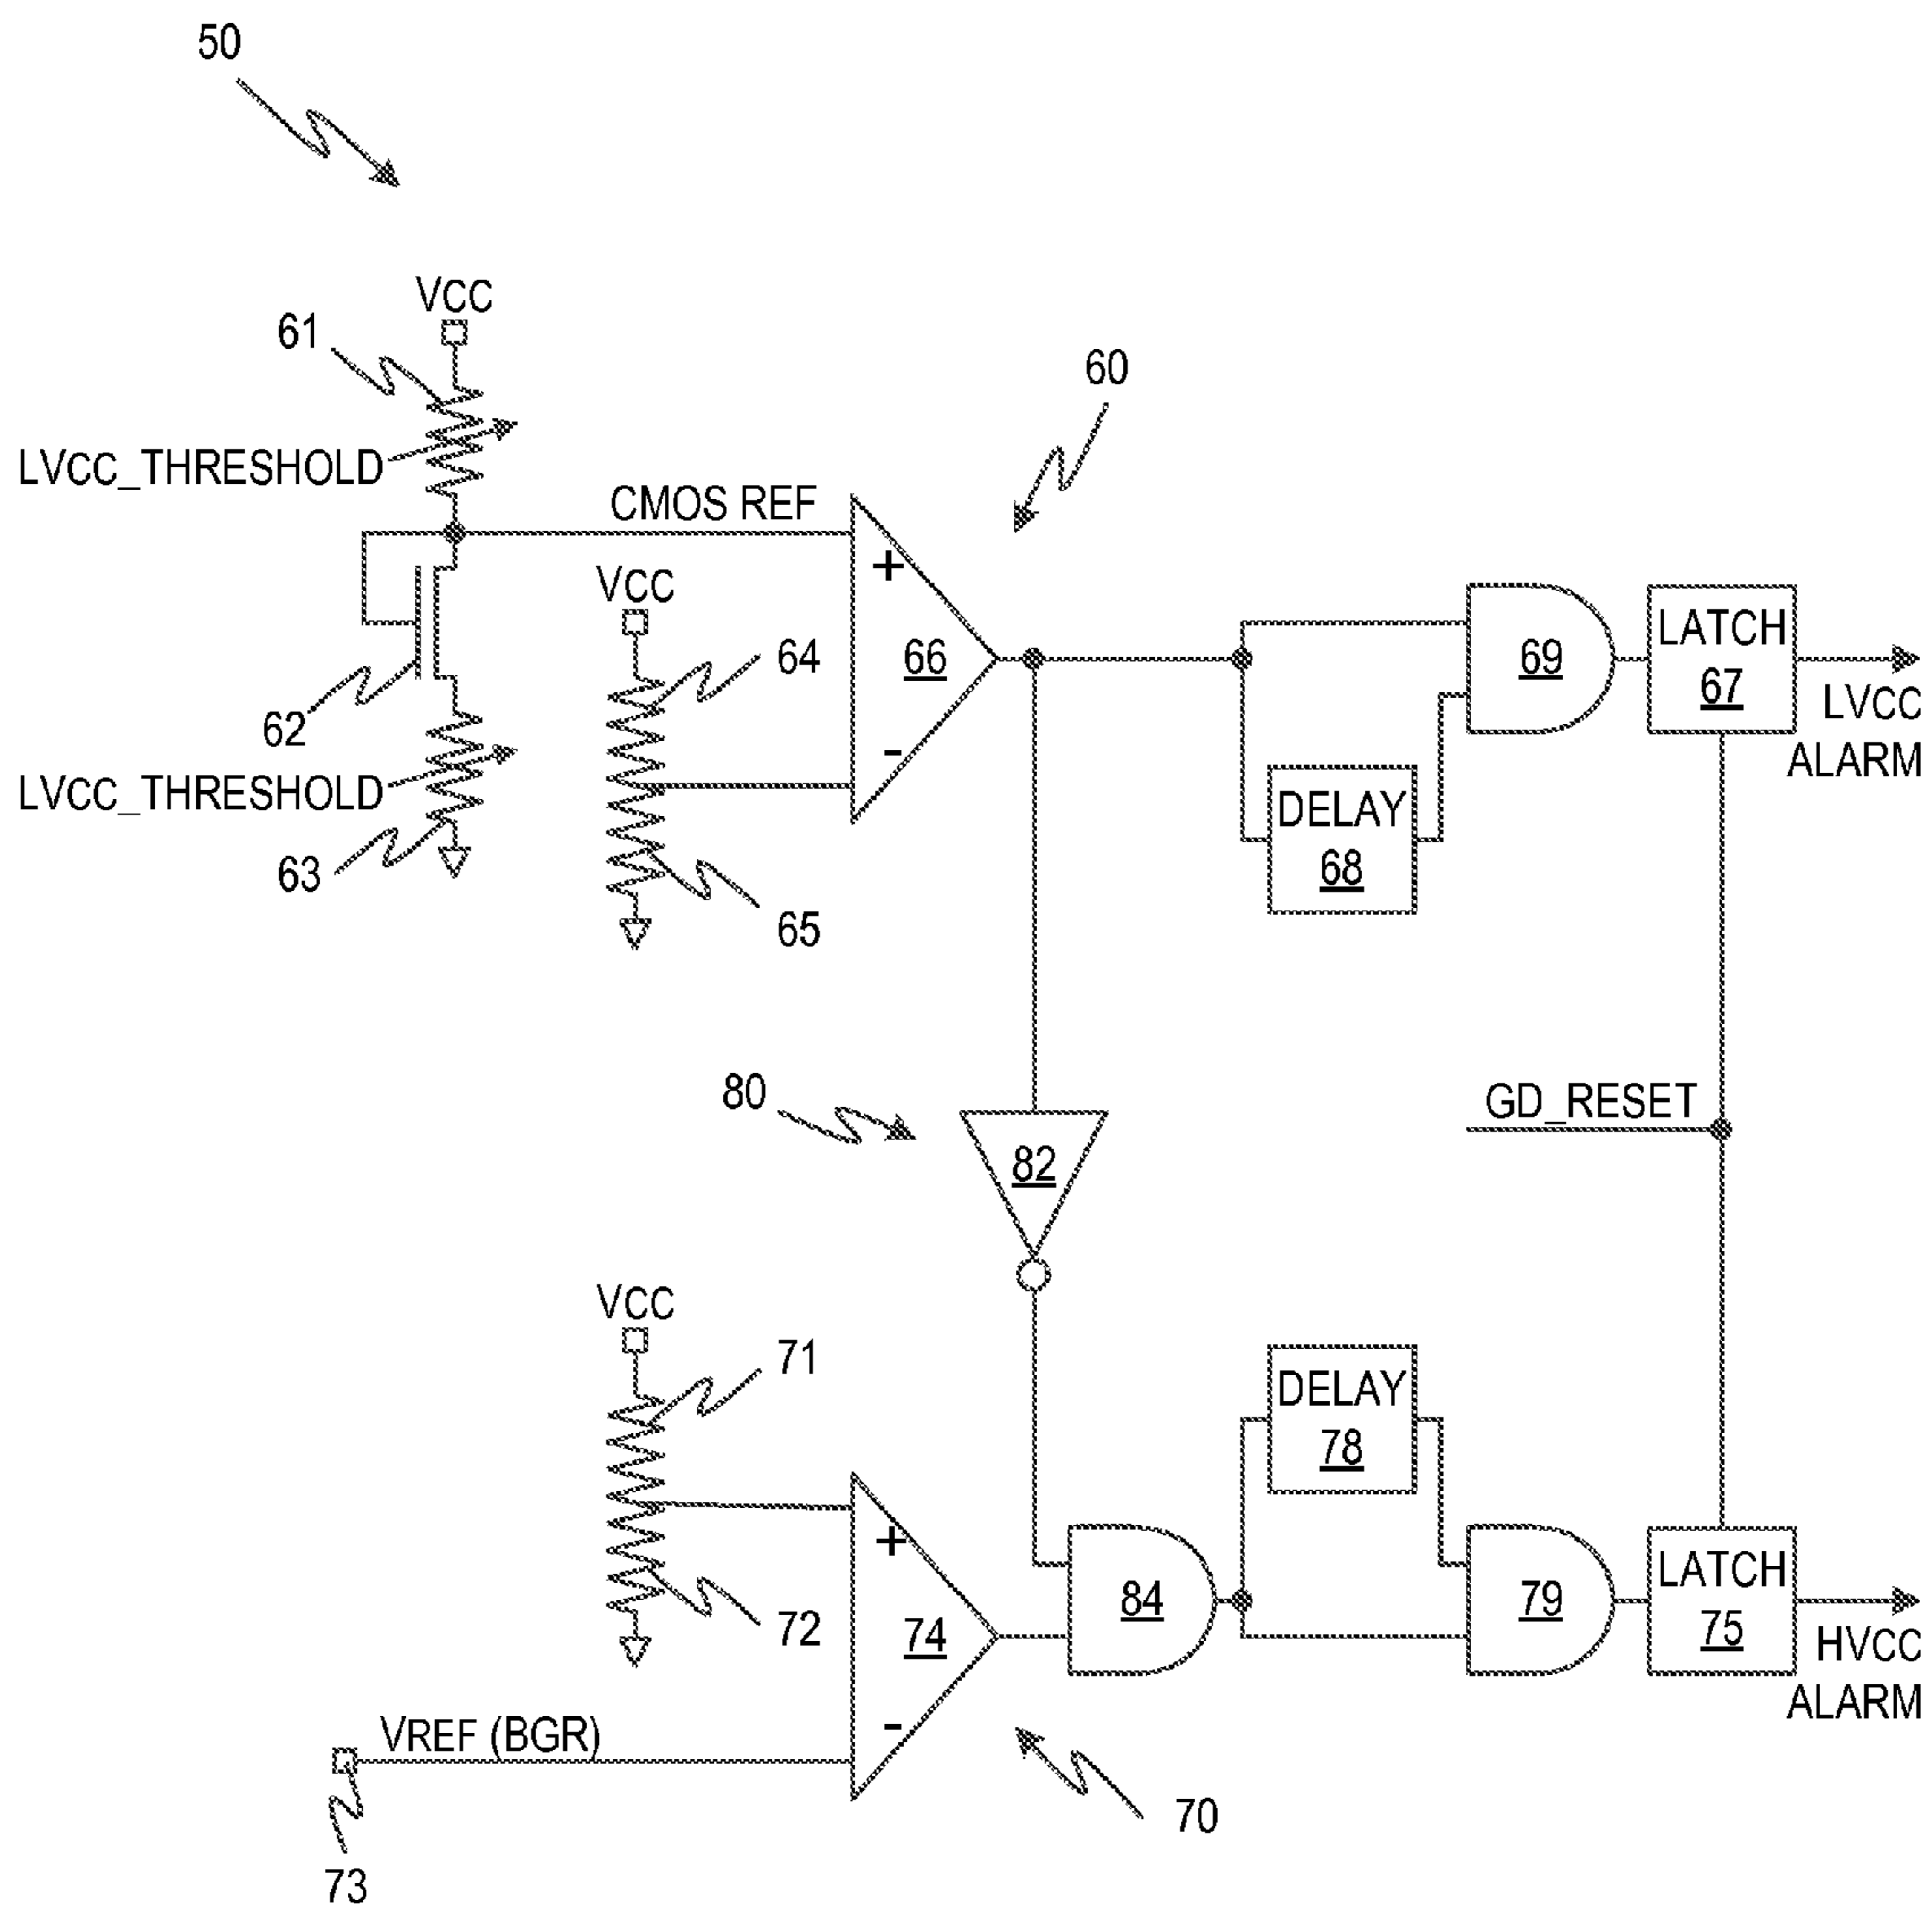 50
VCC
61
60
LVCC_THRESHOLD
CMOS REF
+
VCC
LATCH
64
66
69
67
62
LVCC
-
ALARM
LVCC_THRESHOLD
DELAY
68
63
65
80
GD_RESET
82
VCC
71
DELAY
78
+
LATCH
84
79
72
74
75
HVCC
ALARM
VREF (BGR)
-
70
73